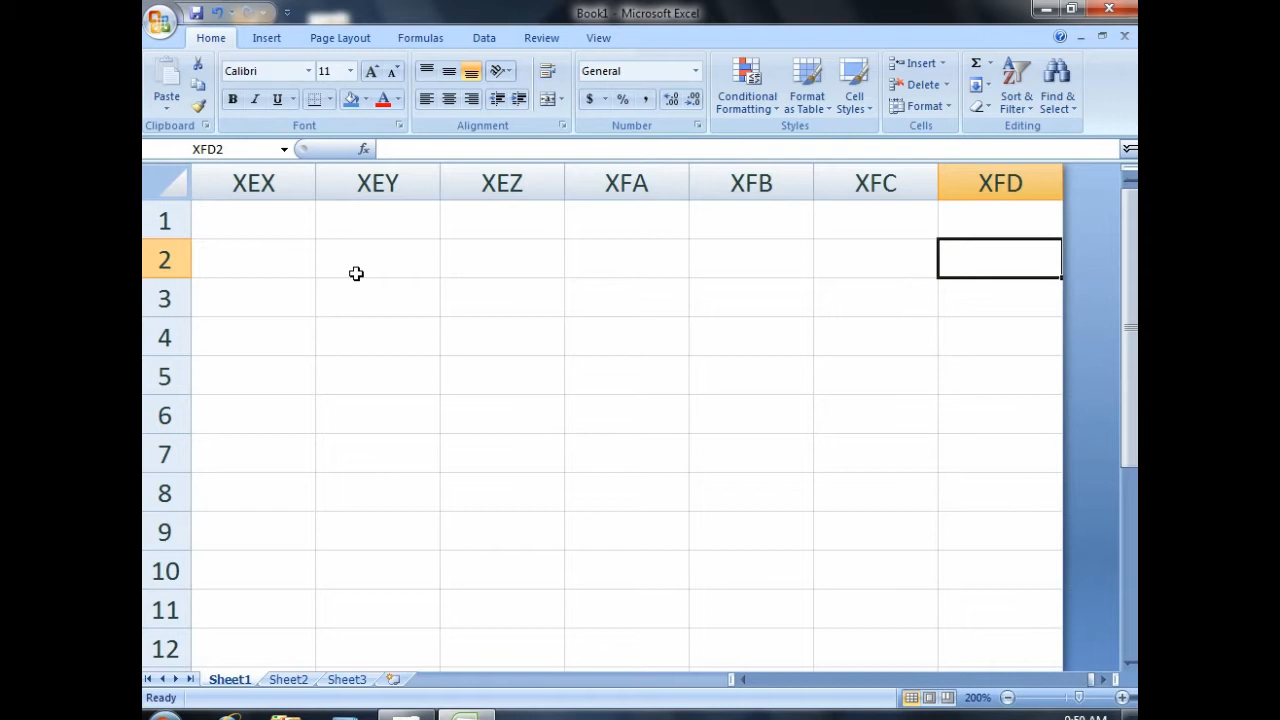 Book1 - Microsoft Excel
Home Insert Page Layout Formulas Data Review View
Calibri 11 General
Paste
B I U A $ % ,
Conditional Formatting Format as Table Cell Styles
Insert
Delete
Format
Σ
Sort & Filter Find & Select
Clipboard Font Alignment Number Styles Cells Editing
XFD2 fx
XEX XEY XEZ XFA XFB XFC XFD
1
2
3
4
5
6
7
8
9
10
11
12
Sheet1 Sheet2 Sheet3
Ready 200%